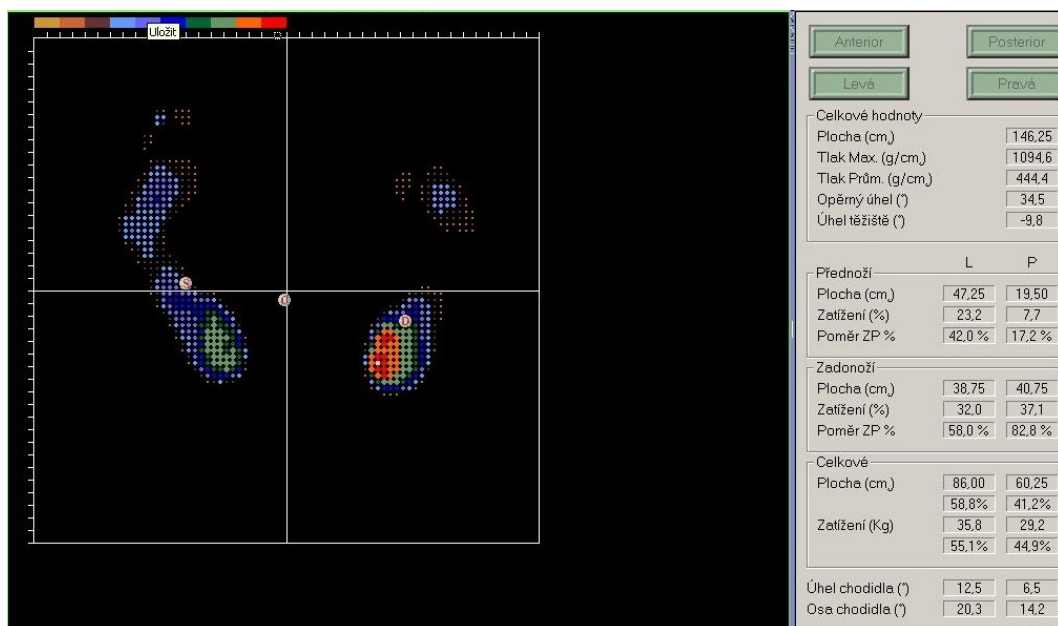 Uložit
Anterior Posterior
Levá Pravá
Celkové hodnoty
Plocha (cm,) 146,25
Tlak Max. (g/cm,) 1094,6
Tlak Prům. (g/cm,) 444,4
Opěrný úhel (°) 34,5
Úhel těžiště (°) -9,8
L P
Přednoží
Plocha (cm,) 47,25 19,50
Zatížení (%) 23,2 7,7
Poměr ZP % 42,0 % 17,2 %
Zadonoží
Plocha (cm,) 38,75 40,75
Zatížení (%) 32,0 37,1
Poměr ZP % 58,0 % 82,8 %
Celkové
Plocha (cm,) 86,00 60,25
58,8% 41,2%
Zatížení (Kg) 35,8 29,2
55,1% 44,9%
Úhel chodidla (°) 12,5 6,5
Osa chodidla (°) 20,3 14,2
S
D